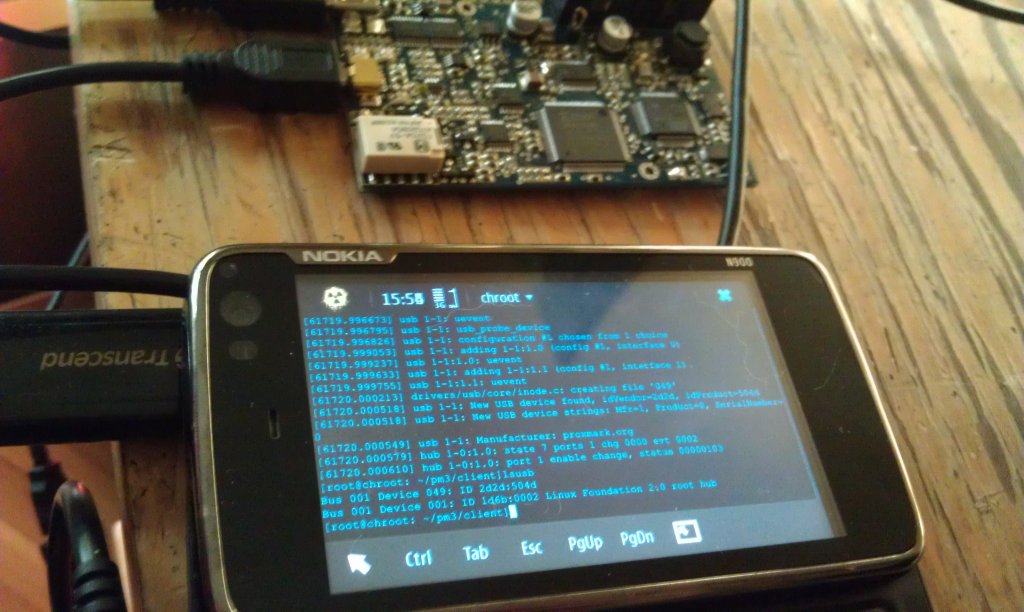 NOKIA
N900
15:58 3G chroot
[61719.996673] usb 1-1: uevent
[61719.996795] usb 1-1: usb_probe_device
[61719.996826] usb 1-1: configuration #1 chosen from 1 choice
[61719.999053] usb 1-1: adding 1-1:1.0 (config #1, interface 0)
[61719.999237] usb 1-1:1.0: uevent
[61719.999633] usb 1-1: adding 1-1:1.1 (config #1, interface 1)
[61719.999755] usb 1-1:1.1: uevent
[61720.000213] drivers/usb/core/inode.c: creating file '049'
[61720.000518] usb 1-1: New USB device found, idVendor=2d2d, idProduct=504d
[61720.000518] usb 1-1: New USB device strings: Mfr=1, Product=0, SerialNumber=
0
[61720.000549] usb 1-1: Manufacturer: proxmark.org
[61720.000579] hub 1-0:1.0: state 7 ports 1 chg 0000 evt 0002
[61720.000610] hub 1-0:1.0: port 1 enable change, status 00000103
[root@chroot: ~/pm3/client]lsusb
Bus 001 Device 049: ID 2d2d:504d
Bus 001 Device 001: ID 1d6b:0002 Linux Foundation 2.0 root hub
[root@chroot: ~/pm3/client]
Ctrl Tab Esc PgUp PgDn
Transcend